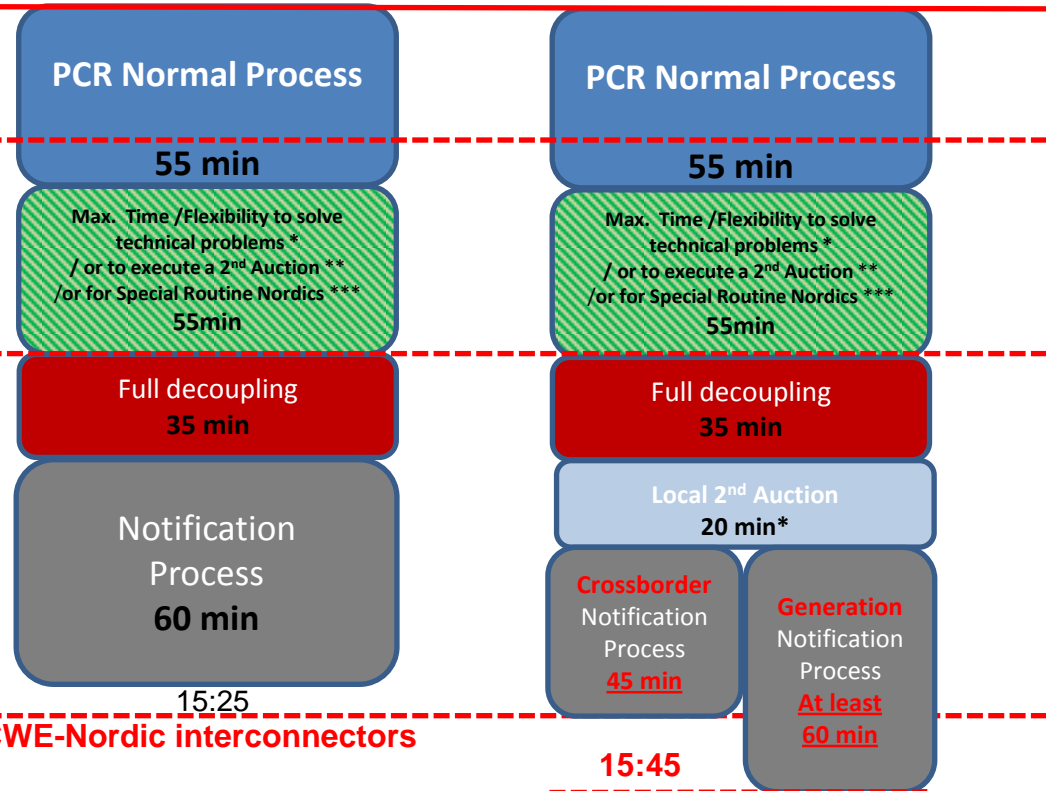 PCR Normal Process
55 min
Max. Time /Flexibility to solve
technical problems *
/ or to execute a 2nd Auction **
/or for Special Routine Nordics ***
55min
Full decoupling
35 min
Notification
Process
60 min
15:25
CWE-Nordic interconnectors
PCR Normal Process
55 min
Max. Time /Flexibility to solve
technical problems *
/ or to execute a 2nd Auction **
/or for Special Routine Nordics ***
55min
Full decoupling
35 min
Local 2nd Auction
20 min*
Crossborder
Notification
Process
45 min
Generation
Notification
Process
At least
60 min
15:45